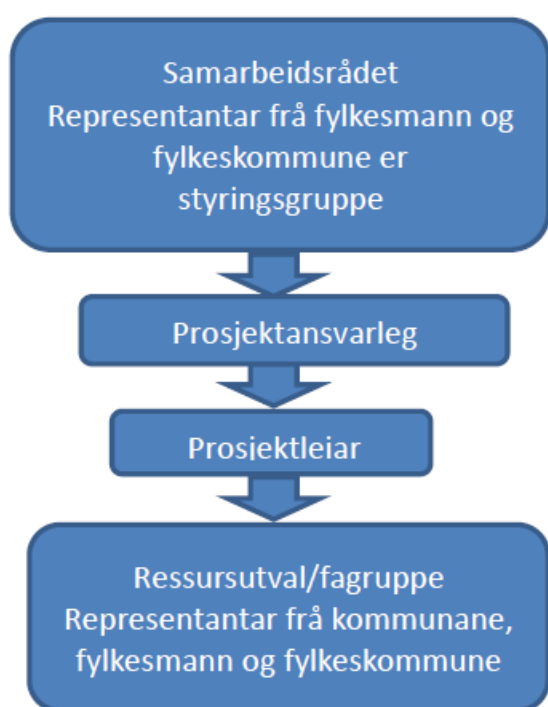 Samarbeidsrådet
Representantar frå fylkesmann og
fylkeskommune er
styringsgruppe
Prosjektansvarleg
Prosjektleiar
Ressursutval/fagruppe
Representantar frå kommunane,
fylkesmann og fylkeskommune